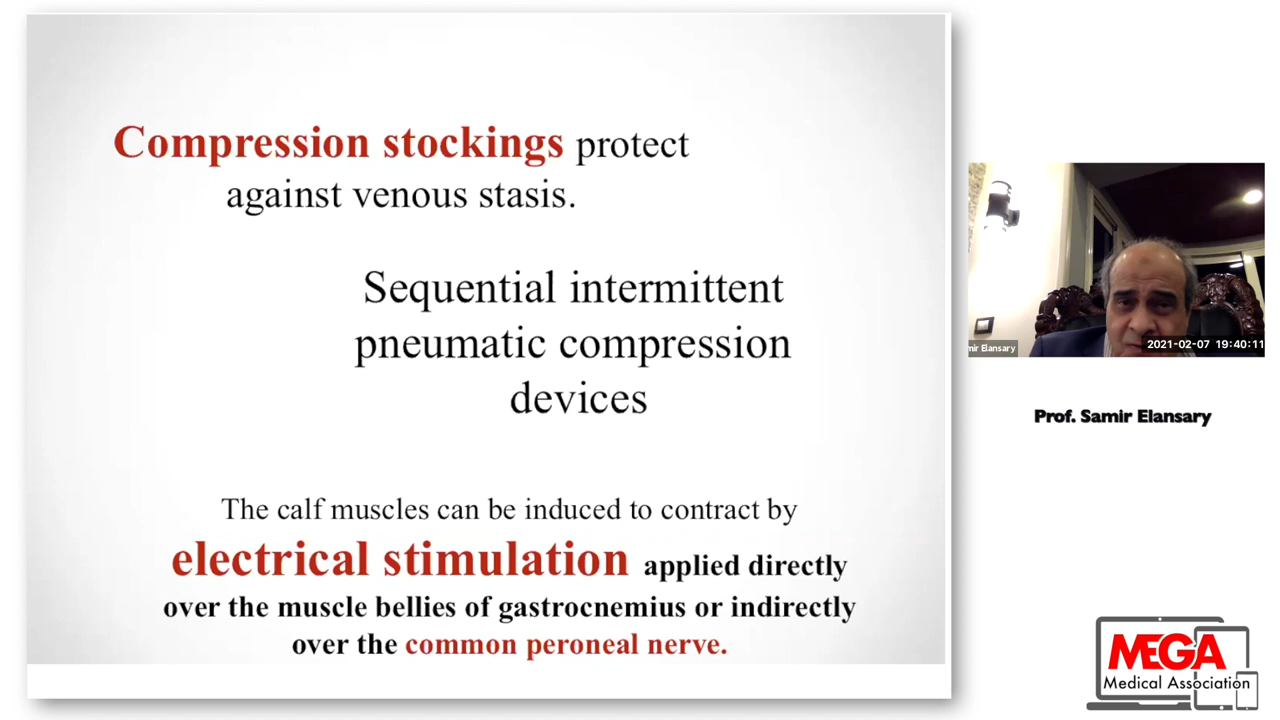 Compression stockings protect
against venous stasis.
Sequential intermittent
pneumatic compression
devices
The calf muscles can be induced to contract by
electrical stimulation applied directly
over the muscle bellies of gastrocnemius or indirectly
over the common peroneal nerve.
mir Elansary
2021-02-07 19:40:11
Prof. Samir Elansary
MEGA
Medical Association